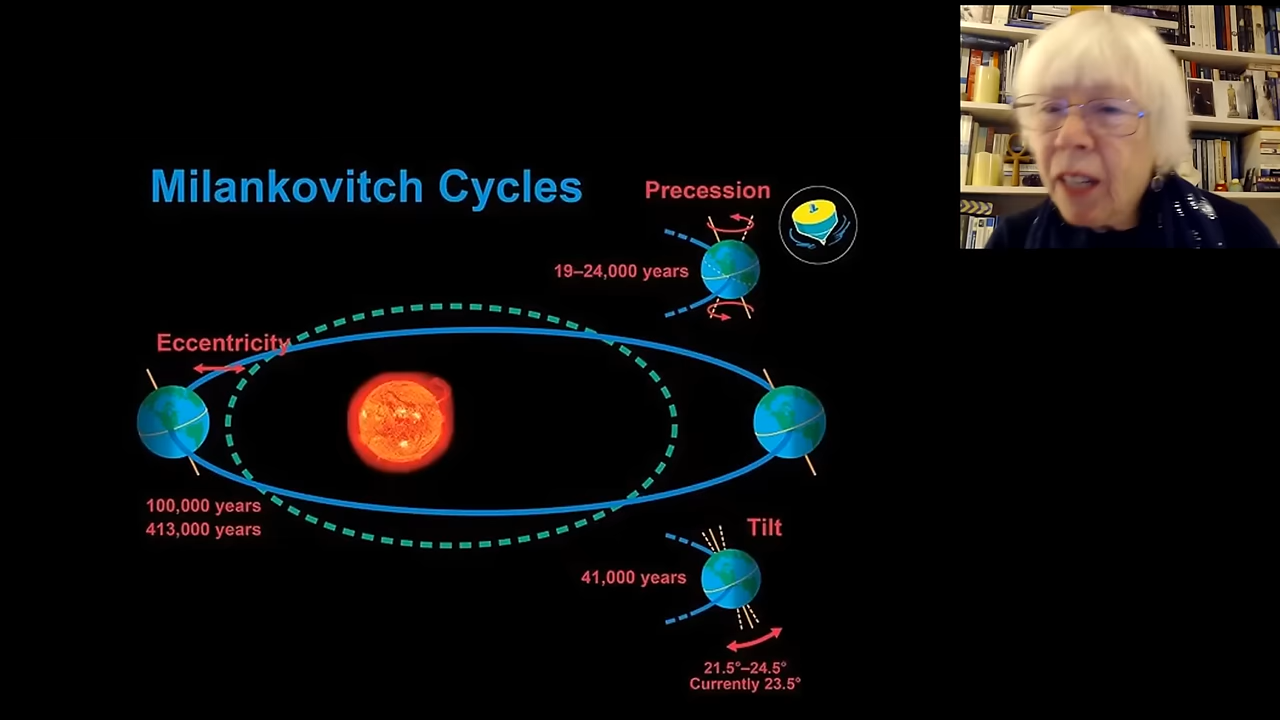 Milankovitch Cycles
Precession
19–24,000 years
Eccentricity
100,000 years
413,000 years
Tilt
41,000 years
21.5°–24.5°
Currently 23.5°